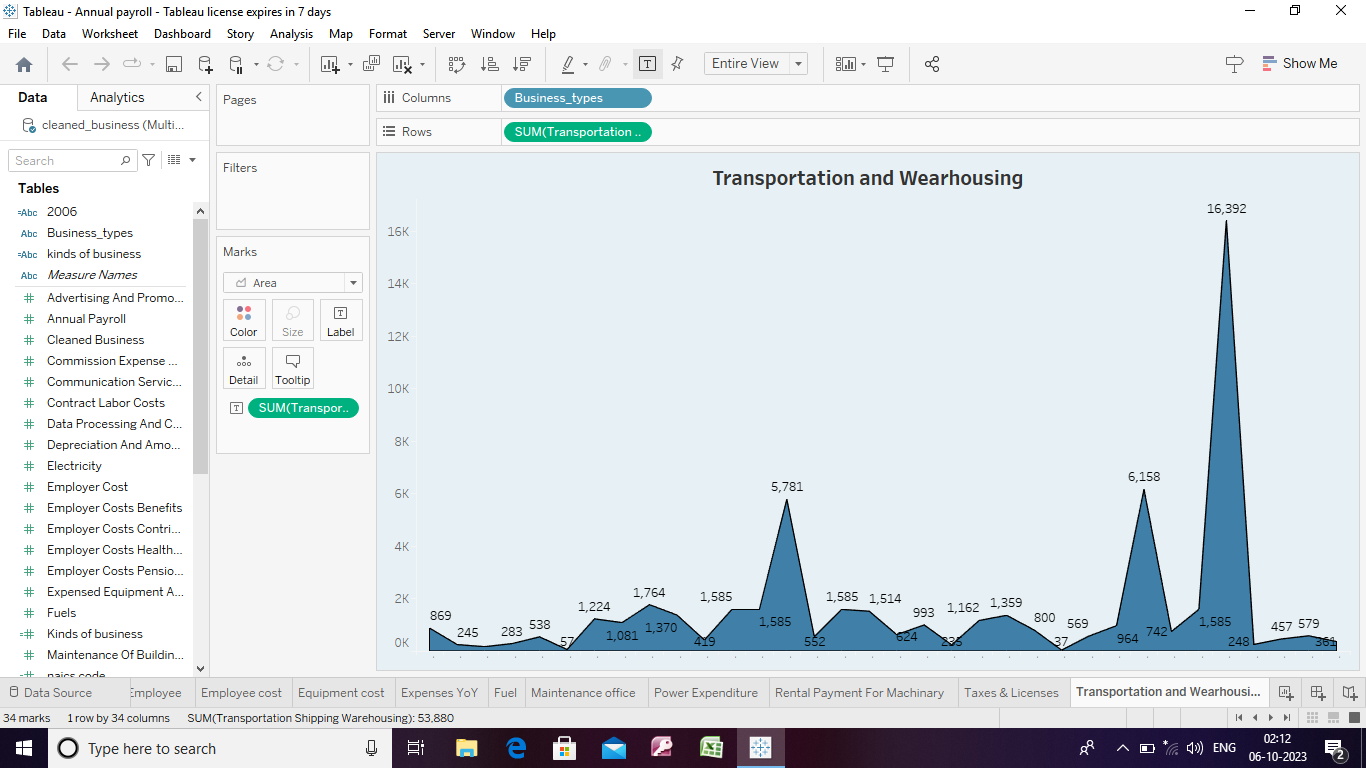 Tableau - Annual payroll - Tableau license expires in 7 days
File Data Worksheet Dashboard Story Analysis Map Format Server Window Help
Entire View
Show Me
Data Analytics
cleaned_business (Multi...
Search
Tables
=Abc 2006
Abc Business_types
=Abc kinds of business
Abc Measure Names
Advertising And Promo...
Annual Payroll
Cleaned Business
Commission Expense ...
Communication Servic...
Contract Labor Costs
Data Processing And C...
Depreciation And Amo...
Electricity
Employer Cost
Employer Costs Benefits
Employer Costs Contri...
Employer Costs Health...
Employer Costs Pensio...
Expensed Equipment A...
Fuels
Kinds of business
Maintenance Of Buildin...
naics code
Pages
Filters
Marks
Area
Color Size Label
Detail Tooltip
SUM(Transpor..
Columns Business_types
Rows SUM(Transportation ..
Transportation and Wearhousing
16K
14K
12K
10K
8K
6K
4K
2K
0K
16,392
6,158
5,781
869 245 283 538 57 1,224 1,081 1,764 1,370 419 1,585 1,585 552 1,585 1,514 624 993 235 1,162 1,359 800 37 569 964 742 1,585 248 457 579 361
Data Source Employee Employee cost Equipment cost Expenses YoY Fuel Maintenance office Power Expenditure Rental Payment For Machinery Taxes & Licenses Transportation and Wearhousi...
34 marks 1 row by 34 columns SUM(Transportation Shipping Warehousing): 53,880
Type here to search
ENG
02:12
06-10-2023
2